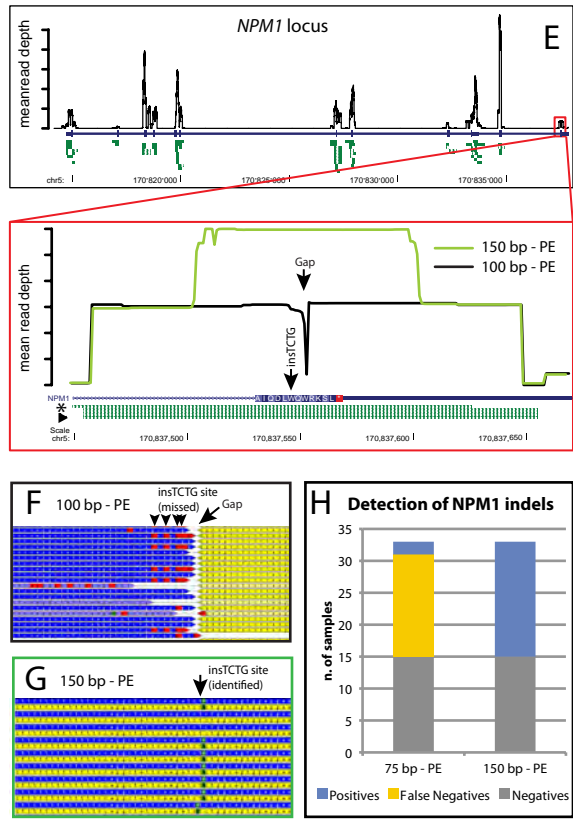 NPM1 locus
E
meanread depth
chr5:
170'820'000
170'825'000
170'830'000
170'835'000
mean read depth
150 bp - PE
100 bp - PE
Gap
insTCTG
NPM1
A I Q D L W Q W R K S L *
*
Scale
chr5:
170,837,500
170,837,550
170,837,600
170,837,650
F
100 bp - PE
insTCTG site
(missed)
Gap
G
150 bp - PE
insTCTG site
(identified)
H
Detection of NPM1 indels
n. of samples
35
30
25
20
15
10
5
0
75 bp - PE
150 bp - PE
Positives
False Negatives
Negatives